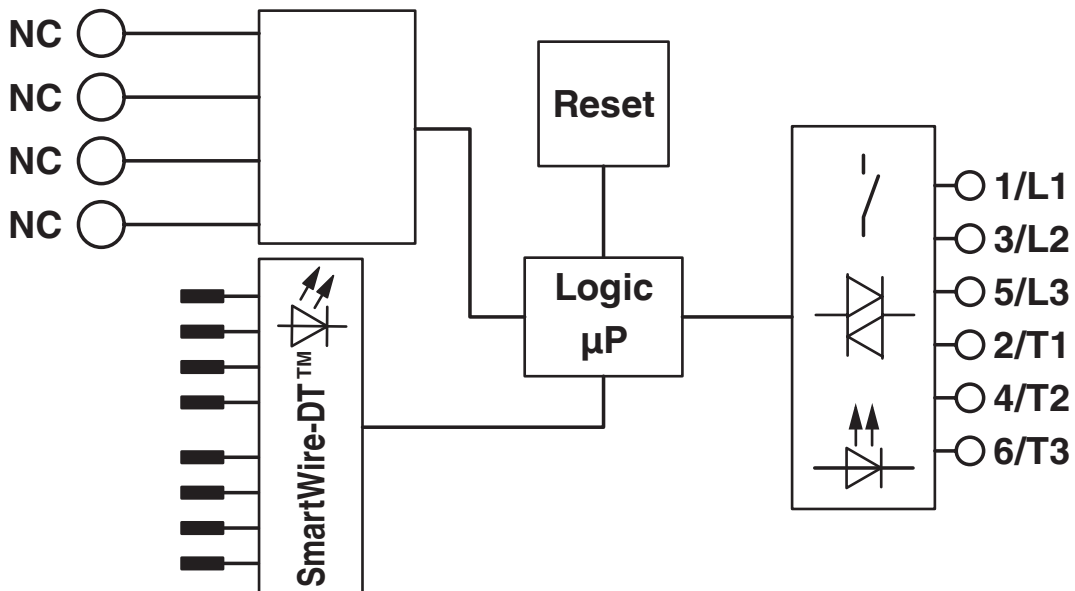 NC
NC
NC
NC
Reset
Logic
µP
SmartWire-DT™
1/L1
3/L2
5/L3
2/T1
4/T2
6/T3